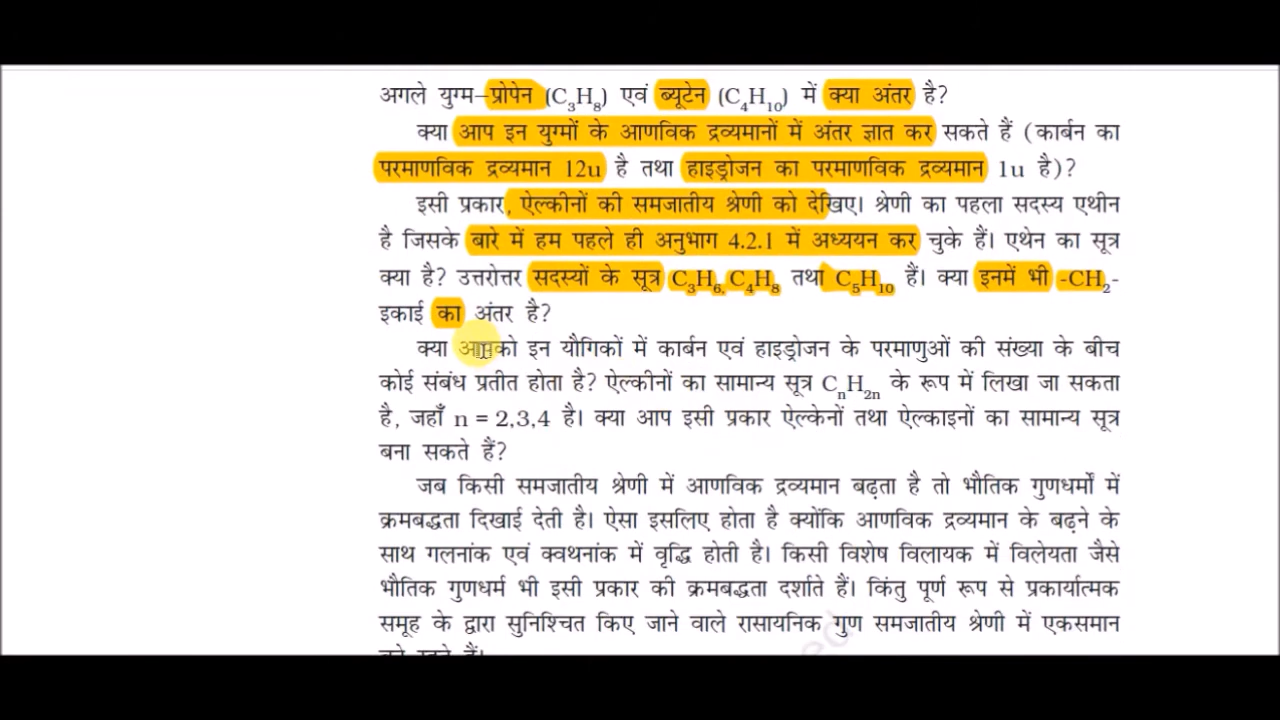 अगले युग्म–प्रोपेन (C₃H₈) एवं ब्यूटेन (C₄H₁₀) में क्या अंतर है?
क्या आप इन युग्मों के आणविक द्रव्यमानों में अंतर ज्ञात कर सकते हैं (कार्बन का
परमाणविक द्रव्यमान 12u है तथा हाइड्रोजन का परमाणविक द्रव्यमान 1u है)?
इसी प्रकार, ऐल्कीनों की समजातीय श्रेणी को देखिए। श्रेणी का पहला सदस्य एथीन
है जिसके बारे में हम पहले ही अनुभाग 4.2.1 में अध्ययन कर चुके हैं। एथेन का सूत्र
क्या है? उत्तरोत्तर सदस्यों के सूत्र C₃H₆, C₄H₈ तथा C₅H₁₀ हैं। क्या इनमें भी -CH₂-
इकाई का अंतर है?
क्या आपको इन यौगिकों में कार्बन एवं हाइड्रोजन के परमाणुओं की संख्या के बीच
कोई संबंध प्रतीत होता है? ऐल्कीनों का सामान्य सूत्र CₙH₂ₙ के रूप में लिखा जा सकता
है, जहाँ n = 2,3,4 है। क्या आप इसी प्रकार ऐल्केनों तथा ऐल्काइनों का सामान्य सूत्र
बना सकते हैं?
जब किसी समजातीय श्रेणी में आणविक द्रव्यमान बढ़ता है तो भौतिक गुणधर्मों में
क्रमबद्धता दिखाई देती है। ऐसा इसलिए होता है क्योंकि आणविक द्रव्यमान के बढ़ने के
साथ गलनांक एवं क्वथनांक में वृद्धि होती है। किसी विशेष विलायक में विलेयता जैसे
भौतिक गुणधर्म भी इसी प्रकार की क्रमबद्धता दर्शाते हैं। किंतु पूर्ण रूप से प्रकार्यात्मक
समूह के द्वारा सुनिश्चित किए जाने वाले रासायनिक गुण समजातीय श्रेणी में एकसमान